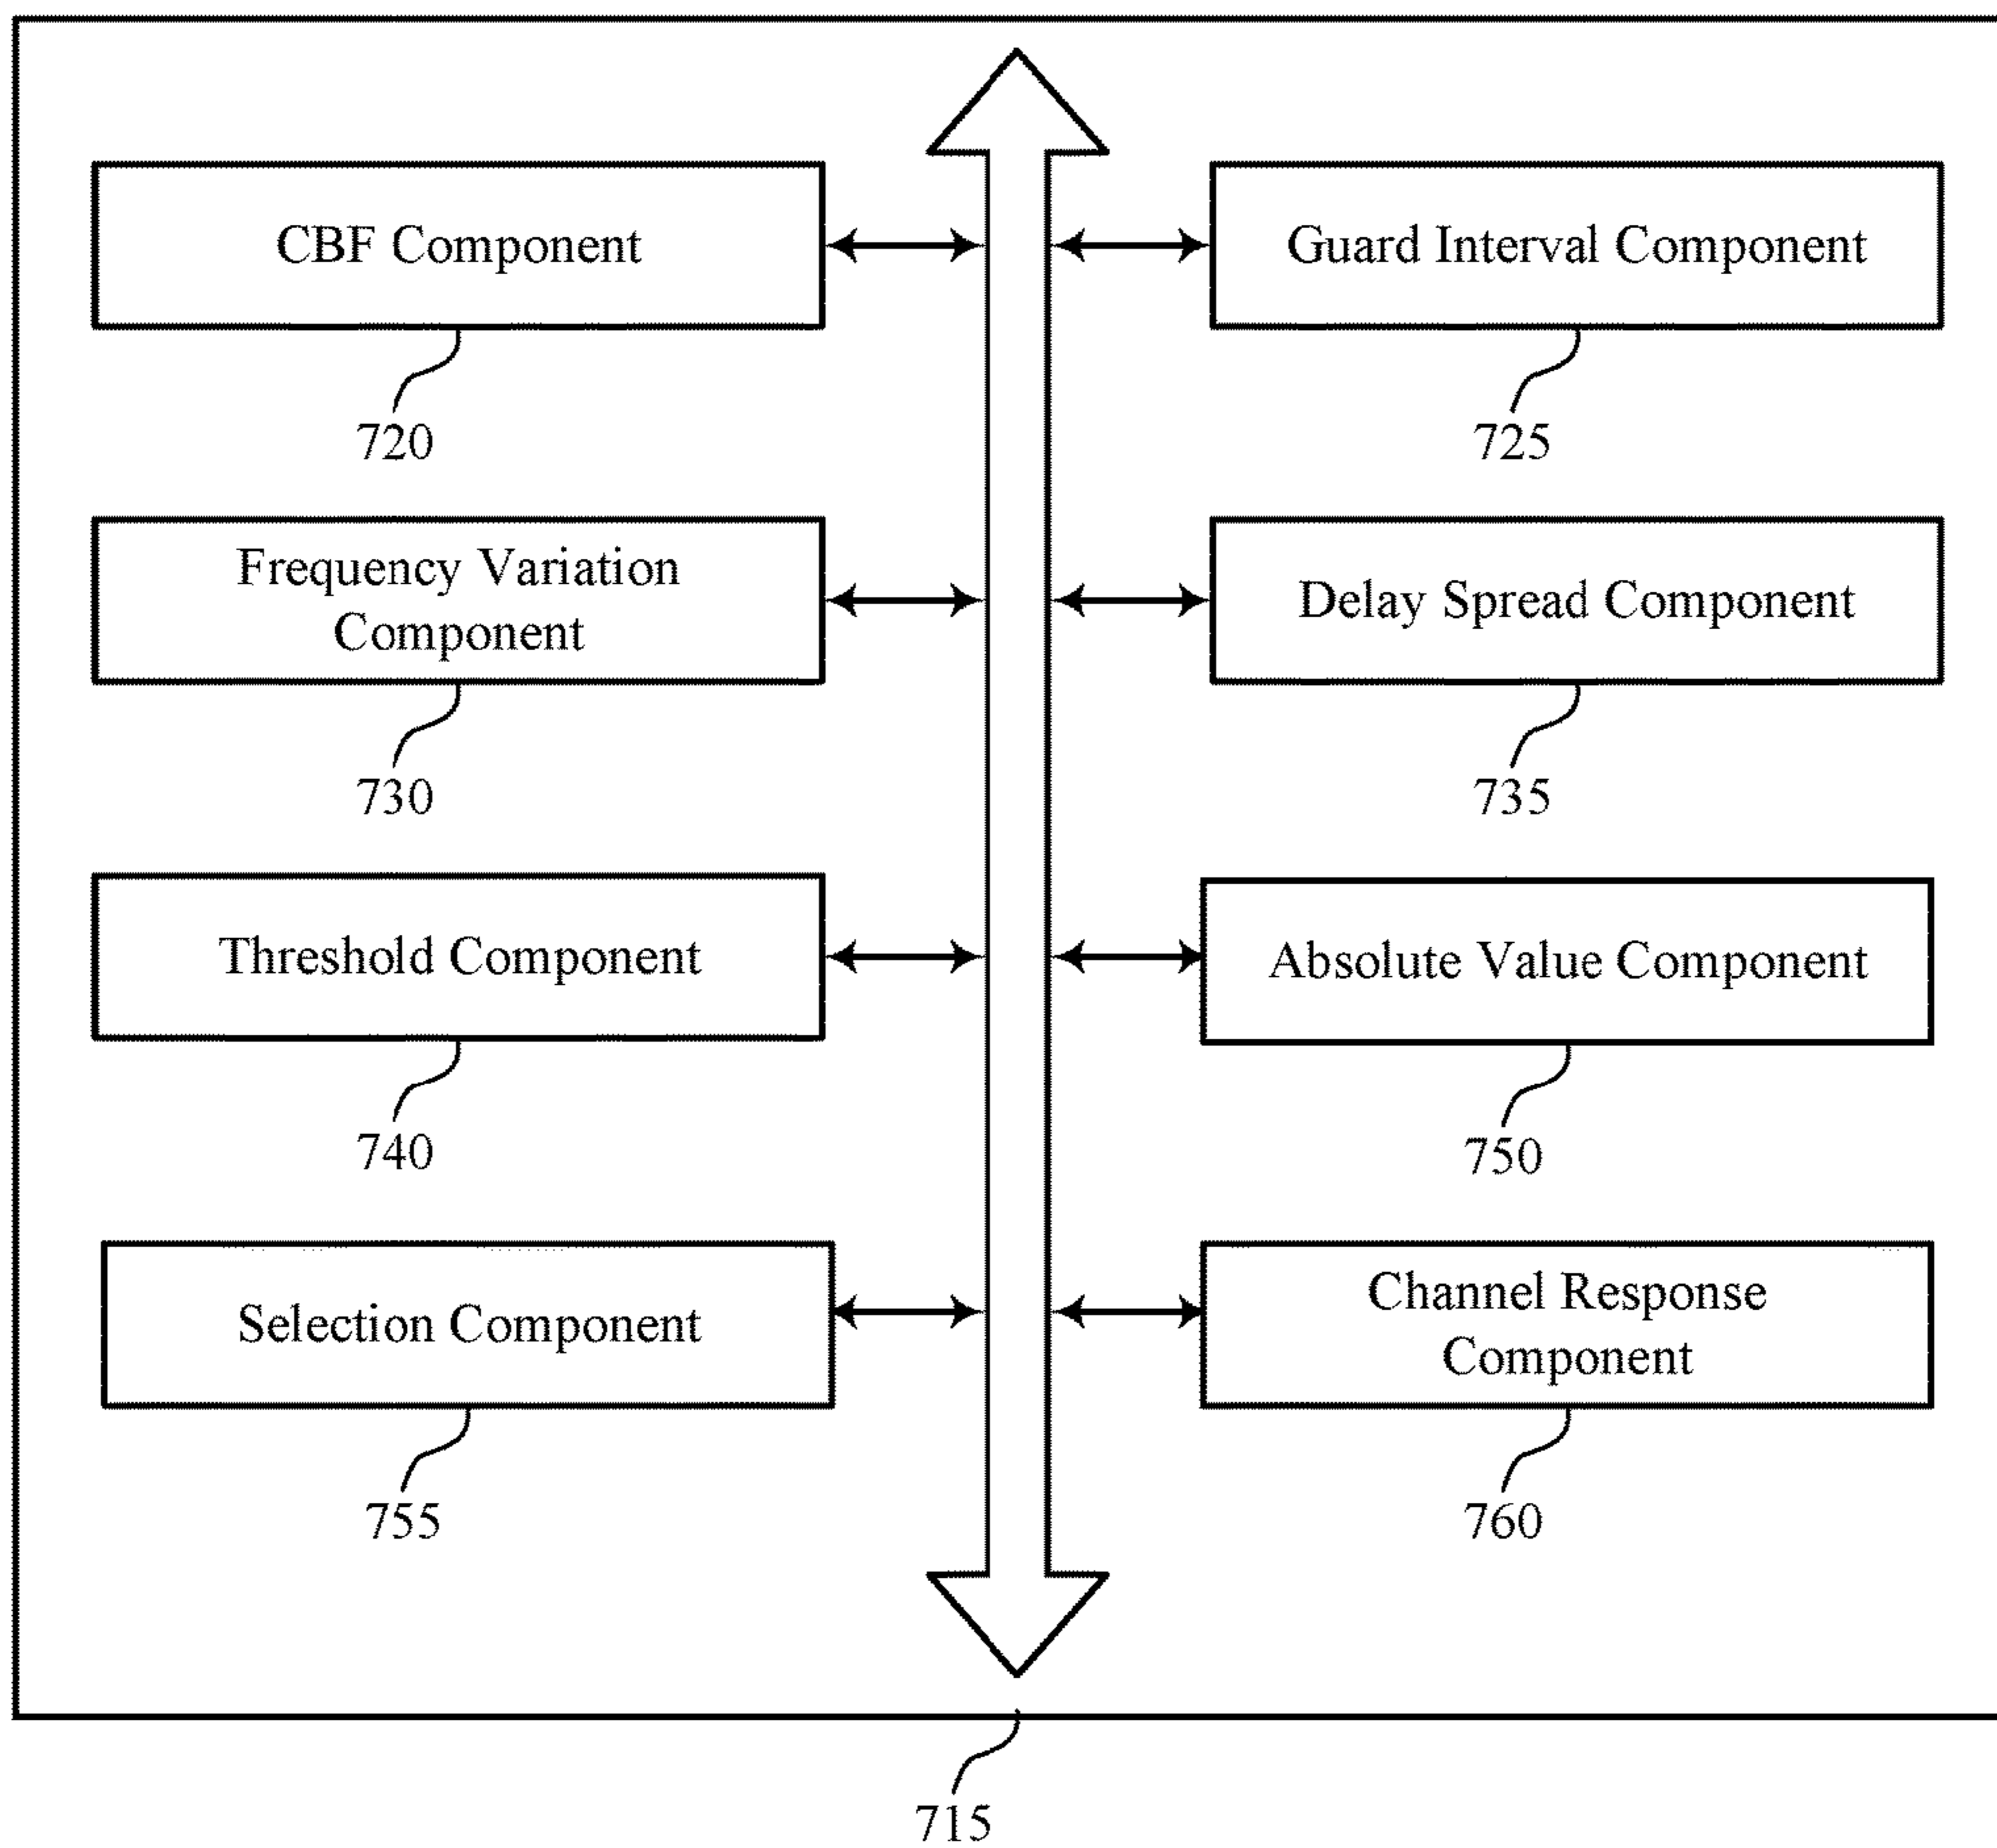 CBF Component
Guard Interval Component
720
725
Frequency Variation
Component
Delay Spread Component
730
735
Threshold Component
Absolute Value Component
740
750
Selection Component
Channel Response
Component
755
760
715